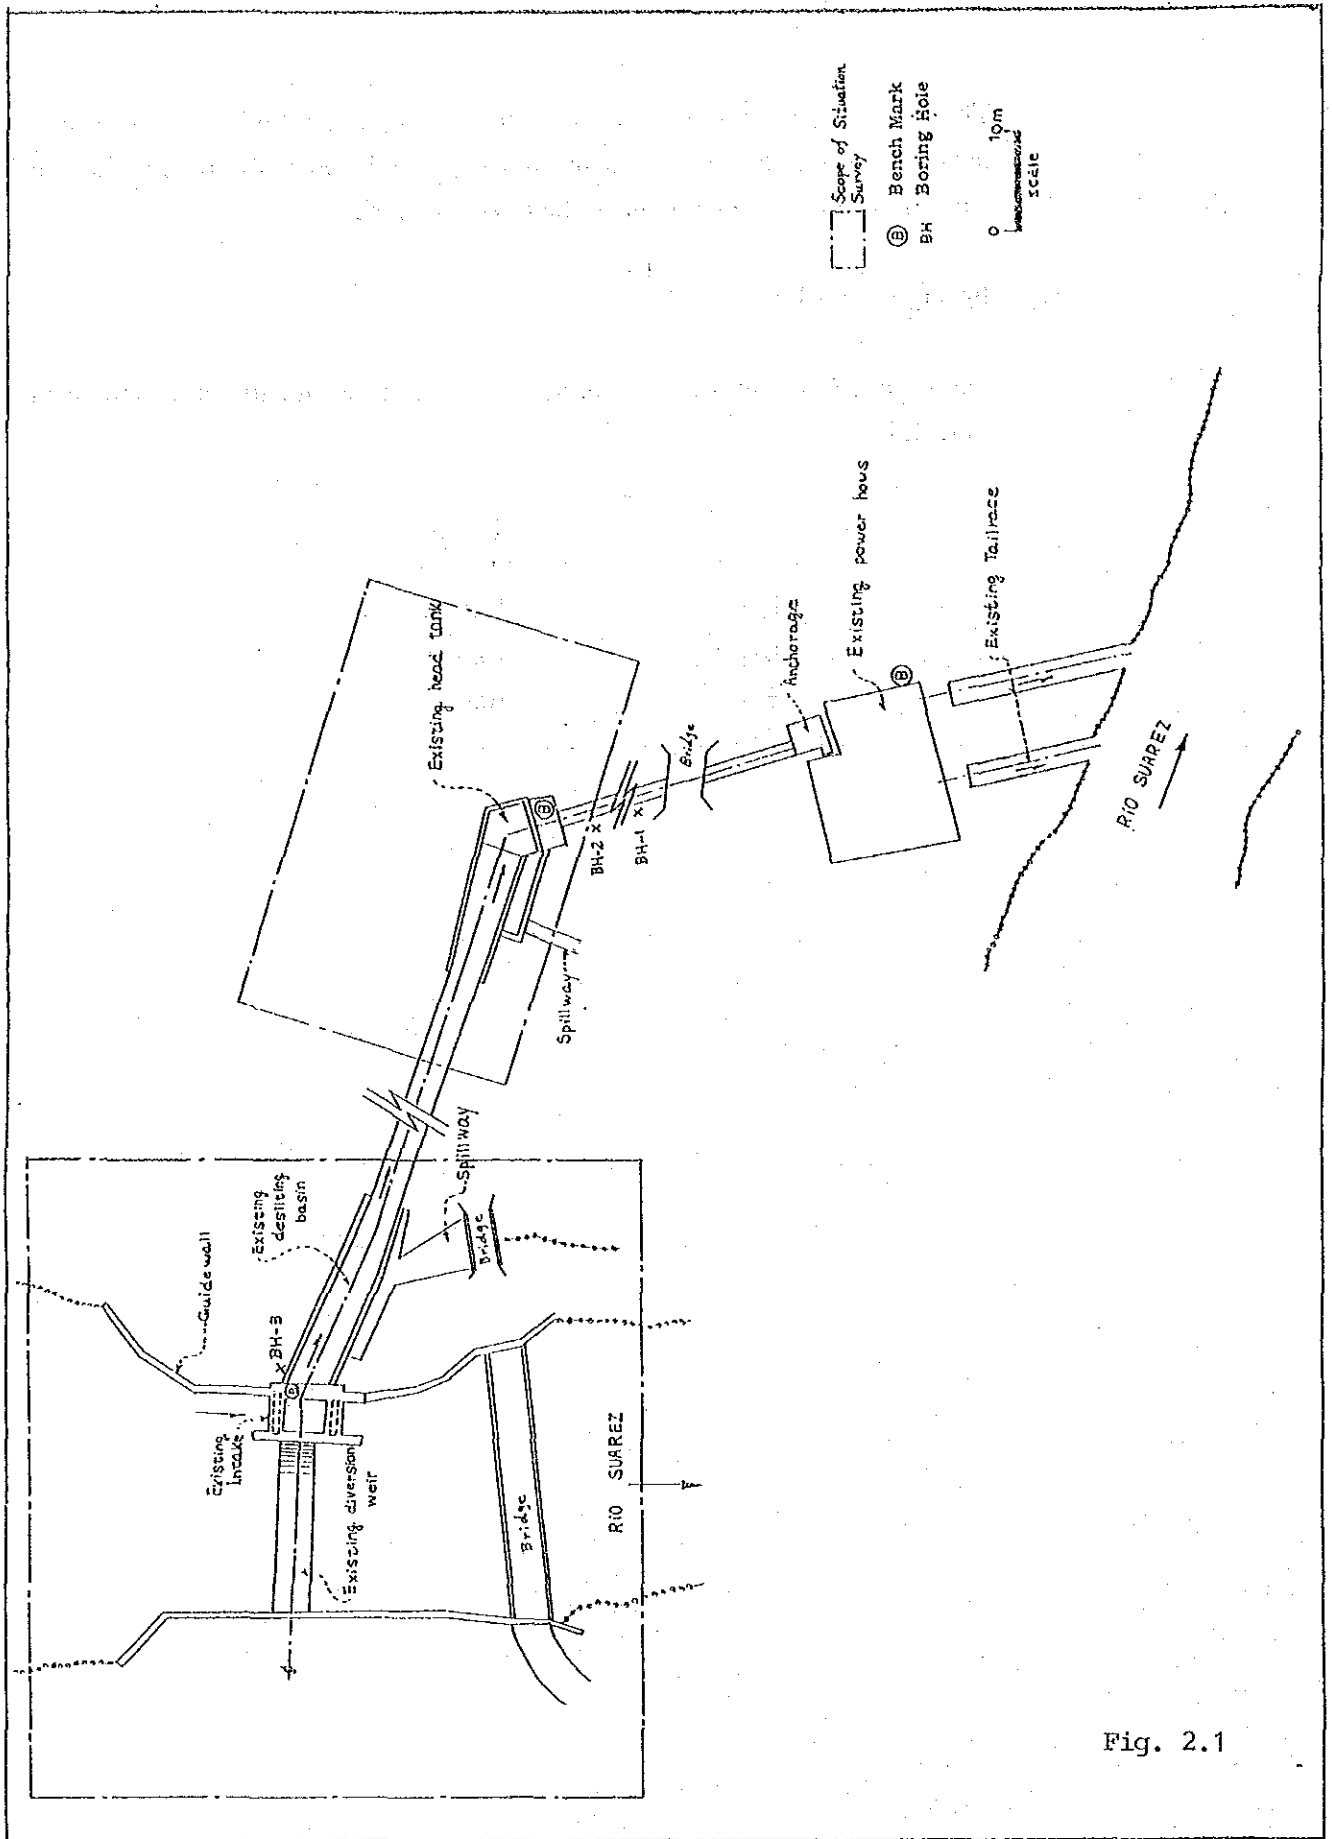 Scope of Situation
Survey
Ⓑ Bench Mark
BH Boring Hole
0 10m
scale
Guide wall
Existing
desilting
basin
×BH-3
Ⓑ
Existing
Intake
Existing diversion
weir
Spillway
Bridge
Bridge
RIO SUAREZ
Existing head tank
Ⓑ
Spillway
BH-2 ×
BH-1 ×
Bridge
Anchorage
Existing power hous
Ⓑ
Existing Tailrace
RIO SUAREZ
Fig. 2.1